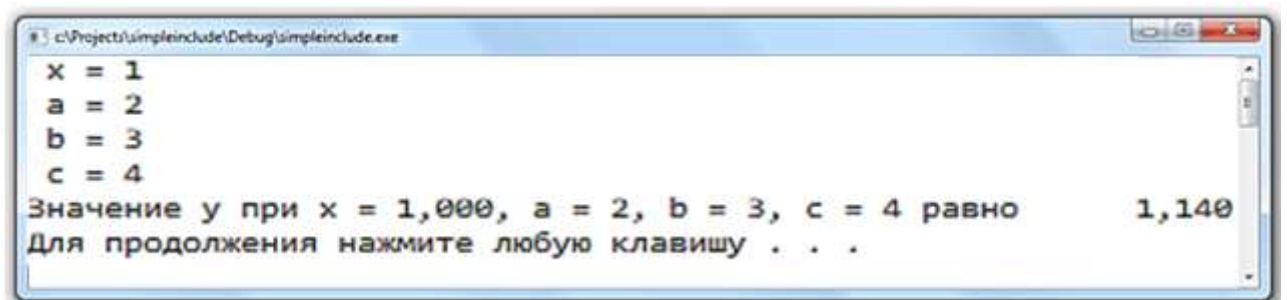 c:\Projects\simpleinclude\Debug\simpleinclude.exe
x = 1
a = 2
b = 3
c = 4
Значение y при x = 1,000, a = 2, b = 3, c = 4 равно 1,140
Для продолжения нажмите любую клавишу . . .